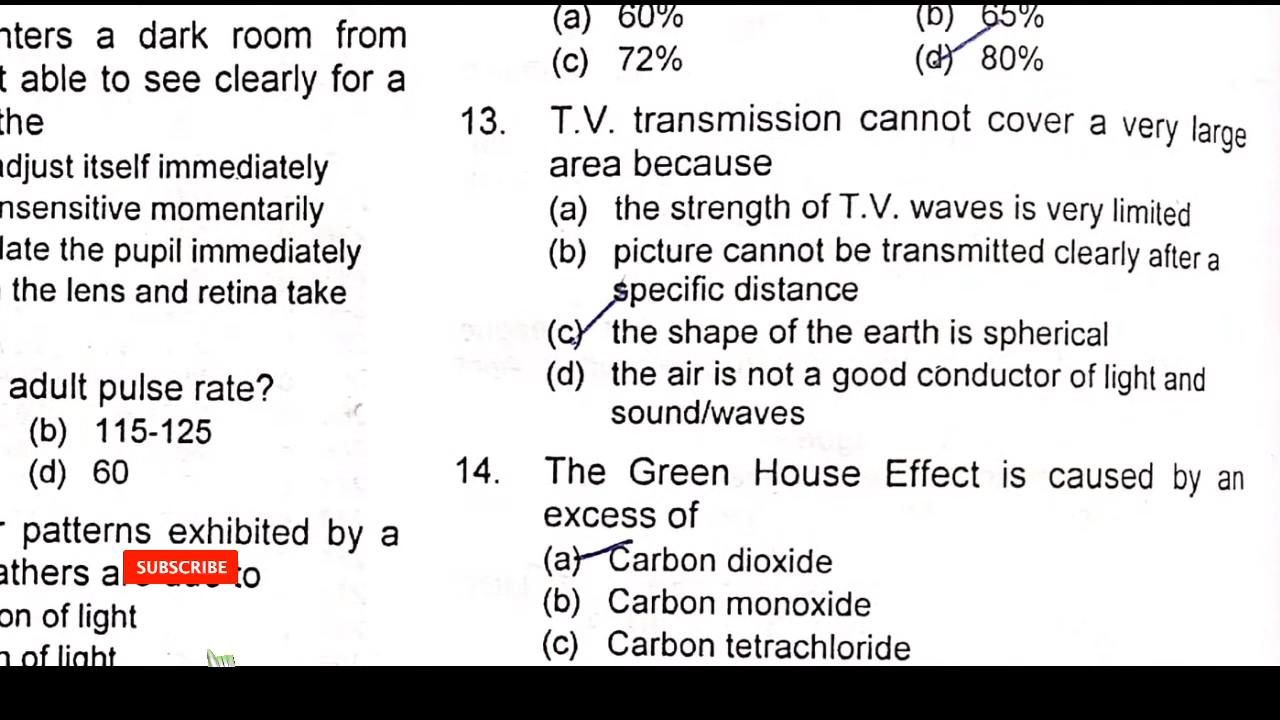 nters a dark room from
t able to see clearly for a
the
adjust itself immediately
nsensitive momentarily
late the pupil immediately
the lens and retina take
adult pulse rate?
(b) 115-125
(d) 60
r patterns exhibited by a
athers a to
on of light
n of light
SUBSCRIBE
(a) 60% (b) 65%
(c) 72% (d) 80%
13. T.V. transmission cannot cover a very large
area because
(a) the strength of T.V. waves is very limited
(b) picture cannot be transmitted clearly after a
specific distance
(c) the shape of the earth is spherical
(d) the air is not a good conductor of light and
sound/waves
14. The Green House Effect is caused by an
excess of
(a) Carbon dioxide
(b) Carbon monoxide
(c) Carbon tetrachloride